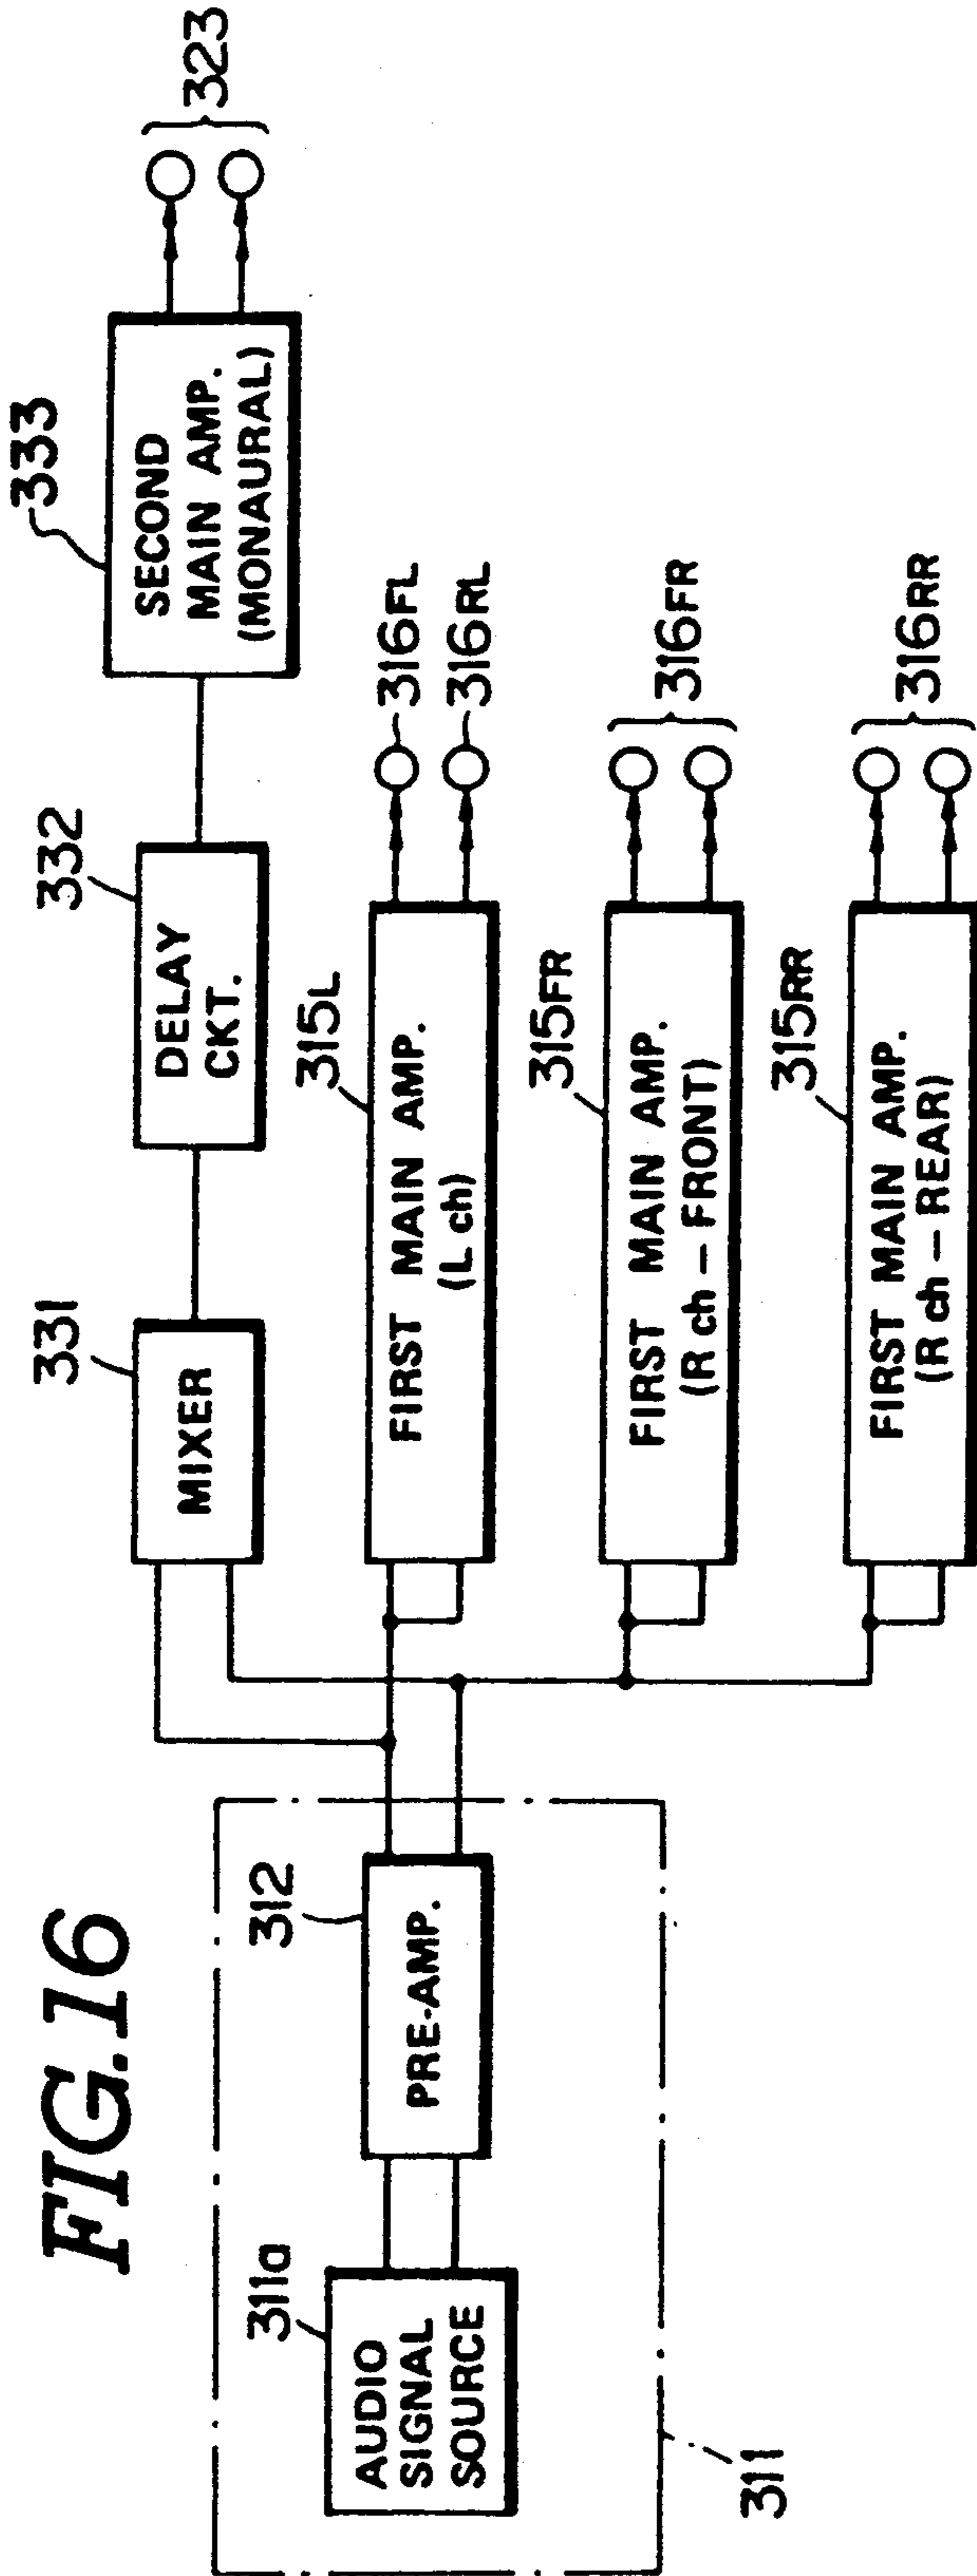 FIG.16
311a
AUDIO
SIGNAL
SOURCE
311
312
PRE-AMP.
331
MIXER
332
DELAY
CKT.
333
SECOND
MAIN AMP.
(MONAURAL)
323
315L
FIRST MAIN AMP.
(L ch)
316FL
316RL
315FR
FIRST MAIN AMP.
(R ch – FRONT)
316FR
315RR
FIRST MAIN AMP.
(R ch – REAR)
316RR